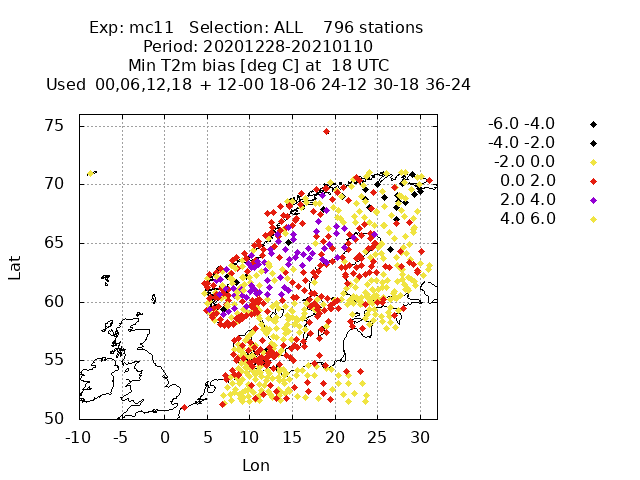 Exp: mc11   Selection: ALL    796 stations
Period: 20201228-20210110
Min T2m bias [deg C] at  18 UTC
Used  00,06,12,18  + 12-00 18-06 24-12 30-18 36-24
-6.0 -4.0
-4.0 -2.0
-2.0 0.0
0.0 2.0
2.0 4.0
4.0 6.0
75
70
65
60
55
50
Lat
-10 -5 0 5 10 15 20 25 30
Lon